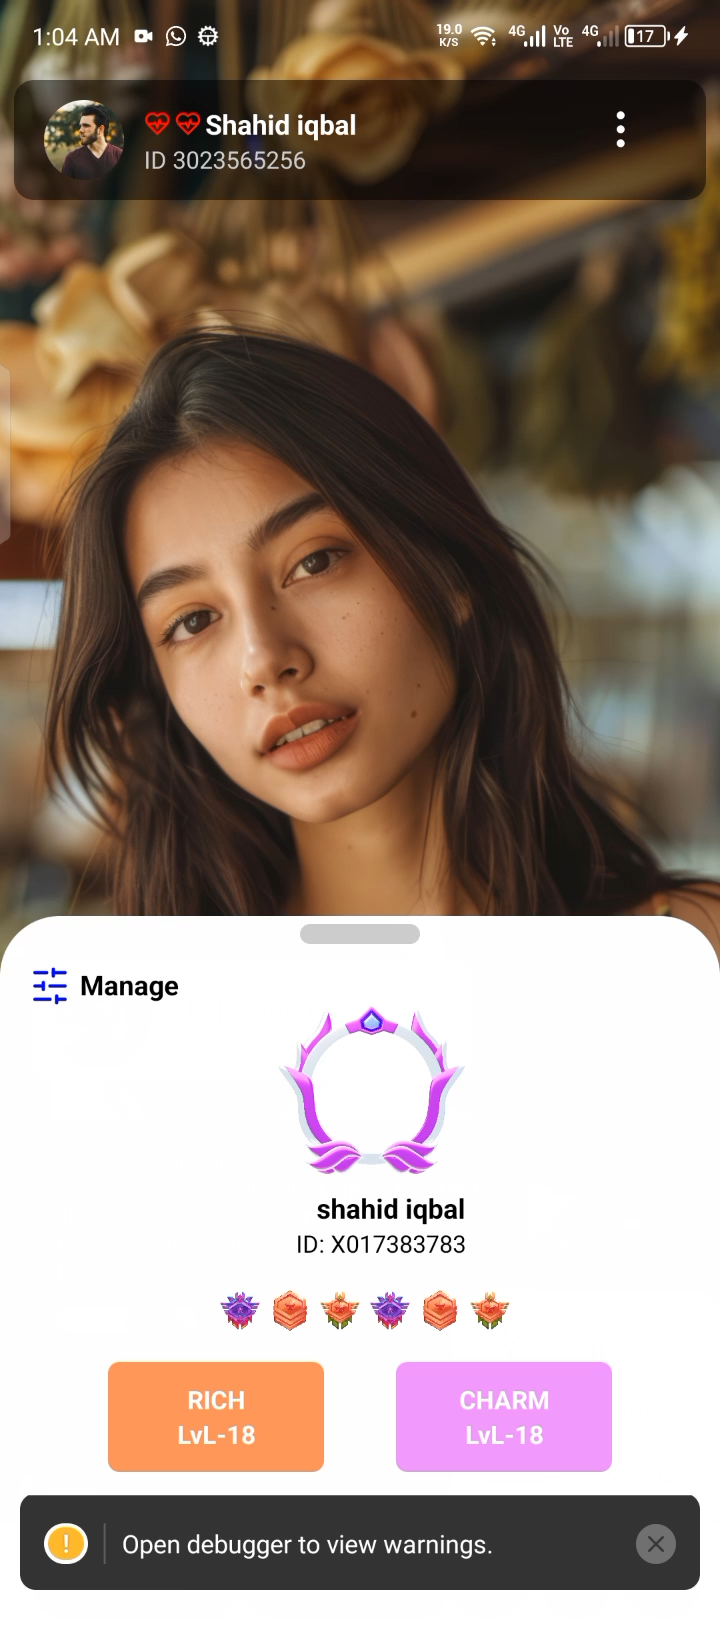 1:04 AM 19.0 K/S 4G Vo LTE 4G 17
Shahid iqbal
ID 3023565256
Manage
shahid iqbal
ID: X017383783
RICH
LvL-18
CHARM
LvL-18
! Open debugger to view warnings.